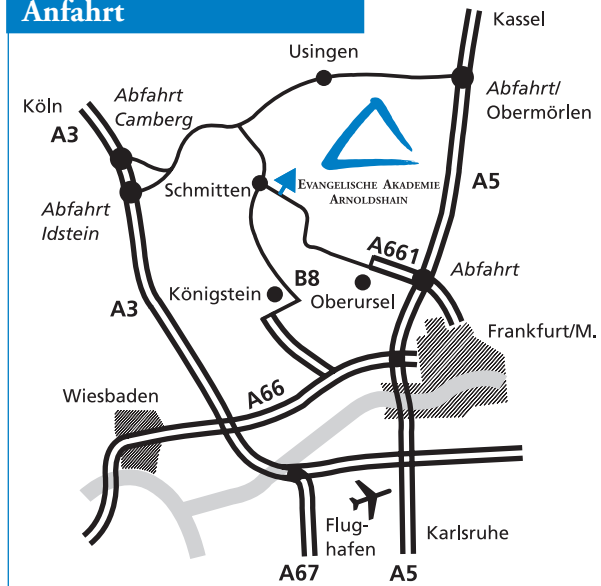 Anfahrt
Kassel
Usingen
Köln
Abfahrt
Camberg
A3
Abfahrt/
Obermörlen
Schmitten
EVANGELISCHE AKADEMIE
ARNOLDSHAIN
A5
Abfahrt
Idstein
A661
Abfahrt
B8
Königstein
Oberursel
A3
Frankfurt/M.
Wiesbaden
A66
Flug-
hafen
Karlsruhe
A67
A5